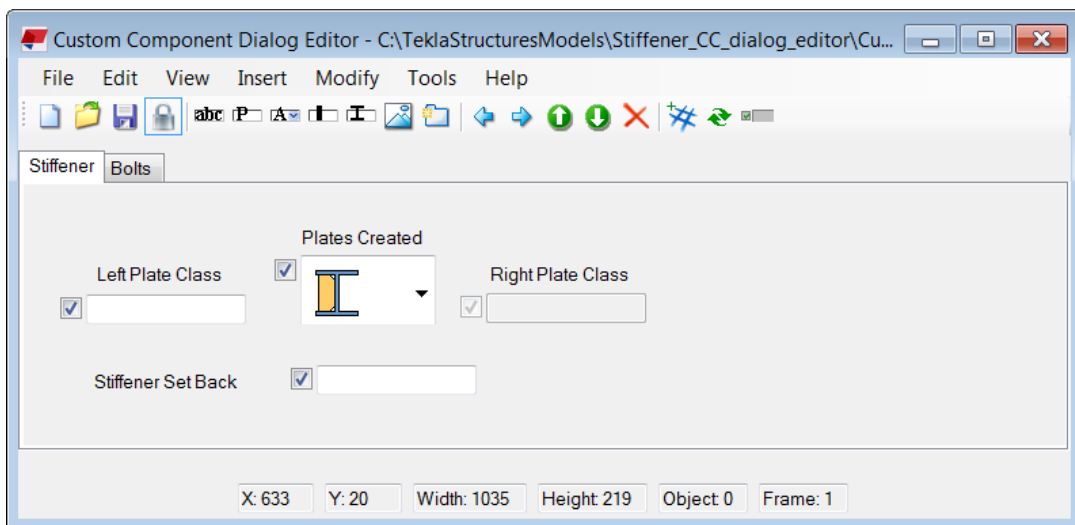 Custom Component Dialog Editor - C:\TeklaStructuresModels\Stiffener_CC_dialog_editor\Cu...
File Edit View Insert Modify Tools Help
abc P A
Stiffener Bolts
Plates Created
Left Plate Class Right Plate Class
Stiffener Set Back
X: 633 Y: 20 Width: 1035 Height: 219 Object: 0 Frame: 1